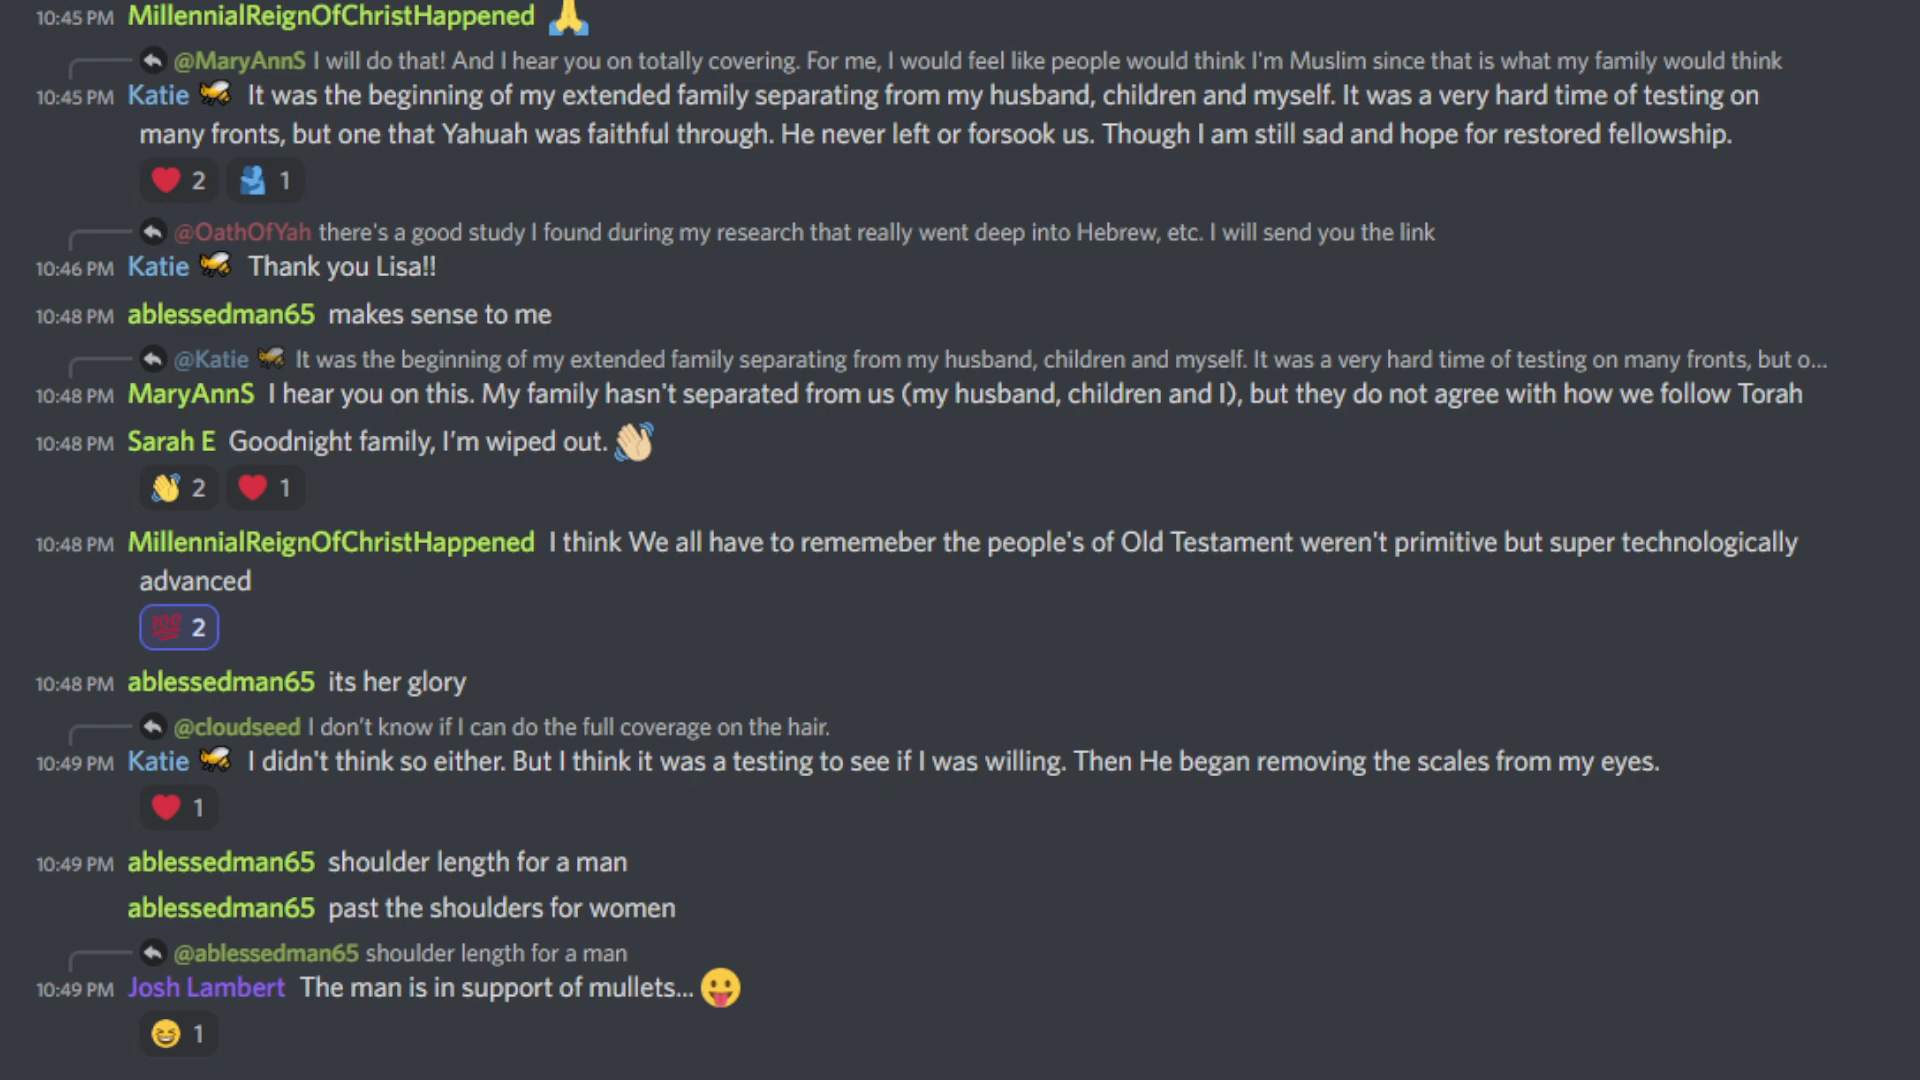 10:45 PM MillennialReignOfChristHappened 🙏
@MaryAnnS I will do that! And I hear you on totally covering. For me, I would feel like people would think I'm Muslim since that is what my family would think
10:45 PM Katie 🐝 It was the beginning of my extended family separating from my husband, children and myself. It was a very hard time of testing on
many fronts, but one that Yahuah was faithful through. He never left or forsook us. Though I am still sad and hope for restored fellowship.
❤️ 2 🫂 1
@OathOfYah there's a good study I found during my research that really went deep into Hebrew, etc. I will send you the link
10:46 PM Katie 🐝 Thank you Lisa!!
10:48 PM ablessedman65 makes sense to me
@Katie 🐝 It was the beginning of my extended family separating from my husband, children and myself. It was a very hard time of testing on many fronts, but o...
10:48 PM MaryAnnS I hear you on this. My family hasn't separated from us (my husband, children and I), but they do not agree with how we follow Torah
10:48 PM Sarah E Goodnight family, I’m wiped out. 👋🏼
👋 2 ❤️ 1
10:48 PM MillennialReignOfChristHappened I think We all have to rememeber the people's of Old Testament weren't primitive but super technologically
advanced
💯 2
10:48 PM ablessedman65 its her glory
@cloudseed I don’t know if I can do the full coverage on the hair.
10:49 PM Katie 🐝 I didn't think so either. But I think it was a testing to see if I was willing. Then He began removing the scales from my eyes.
❤️ 1
10:49 PM ablessedman65 shoulder length for a man
ablessedman65 past the shoulders for women
@ablessedman65 shoulder length for a man
10:49 PM Josh Lambert The man is in support of mullets... 😛
😆 1